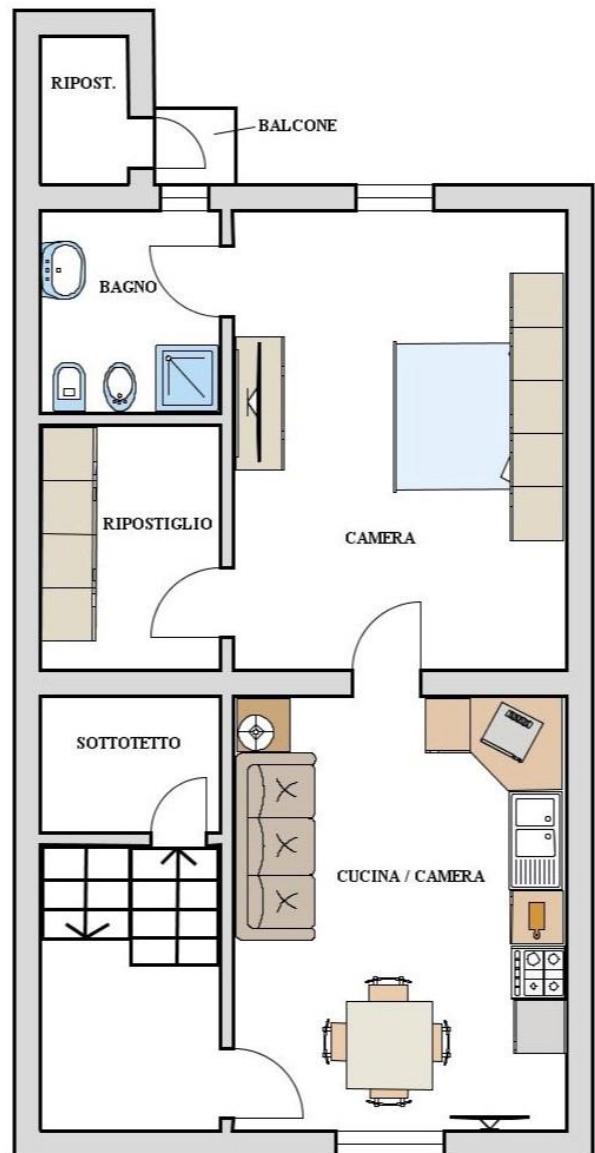 RIPOST.
BALCONE
BAGNO
RIPOSTIGLIO
CAMERA
SOTTOTETTO
CUCINA / CAMERA